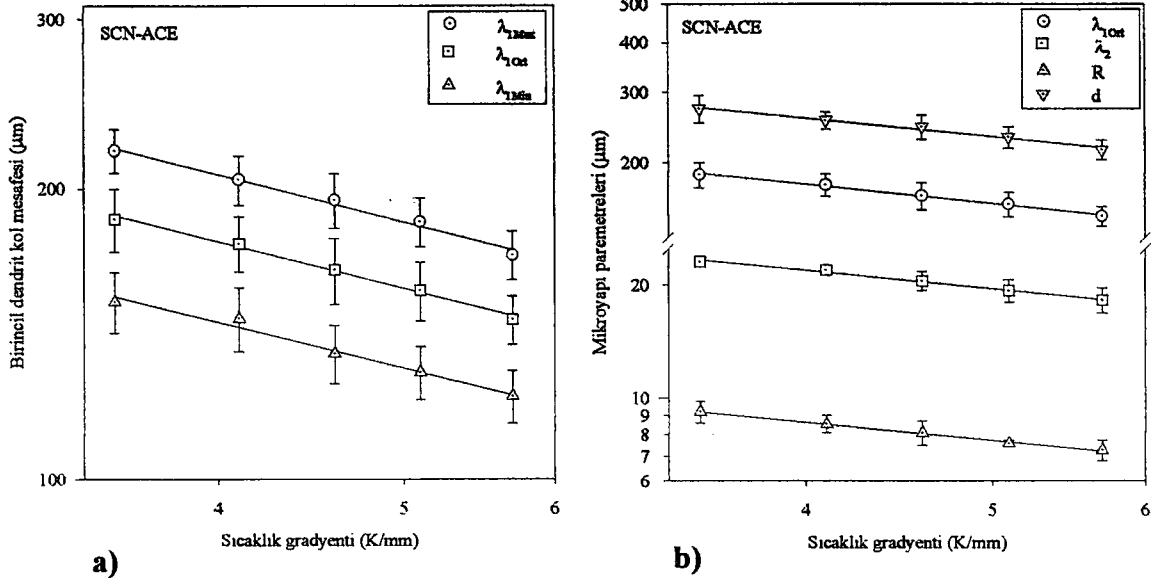 300
200
100
Birincil dendrit kol mesafesi (µm)
SCN-ACE
λ1Max
λ1Ort
λ1Min
4
5
6
Sıcaklık gradyenti (K/mm)
a)
500
400
300
200
20
10
9
8
7
6
Mikroyapı paremetreleri (µm)
SCN-ACE
λ1Ort
λ2
R
d
4
5
6
Sıcaklık gradyenti (K/mm)
b)